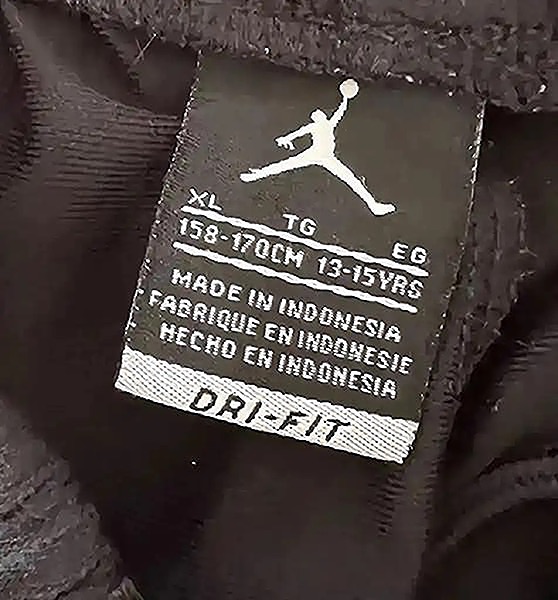 XL TG EG
158-170CM 13-15YRS
MADE IN INDONESIA
FABRIQUE EN INDONESIE
HECHO EN INDONESIA
DRI-FIT